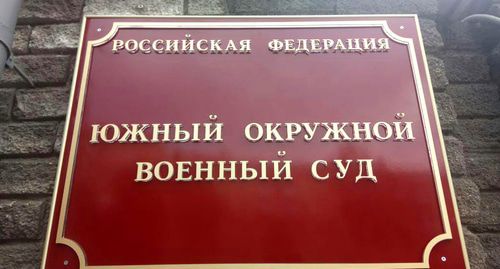 РОССИЙСКАЯ ФЕДЕРАЦИЯ
ЮЖНЫЙ ОКРУЖНОЙ
ВОЕННЫЙ СУД